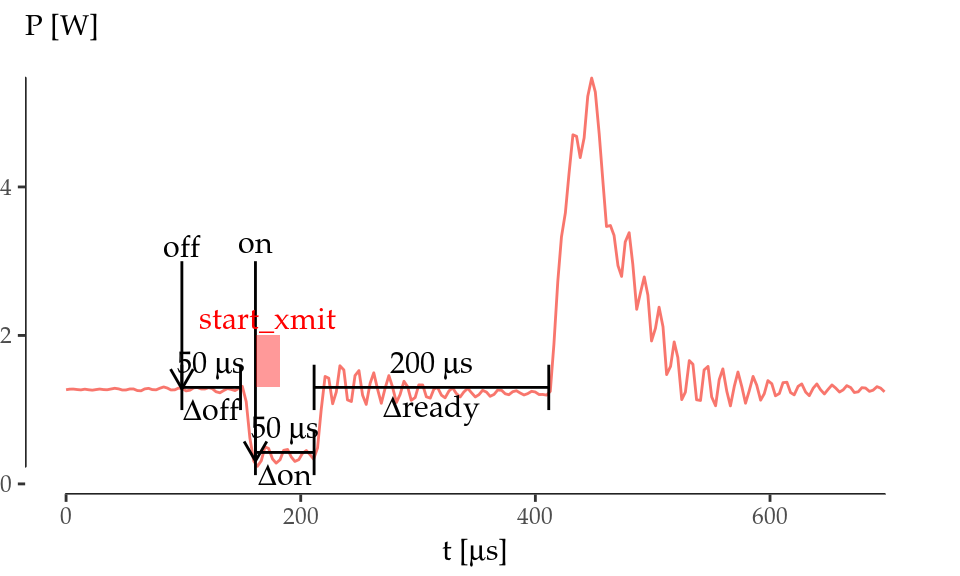 P [W]
4
off
on
start_xmit
2
50 μs
200 μs
Δoff
Δready
50 μs
Δon
0
0
200
400
600
t [μs]